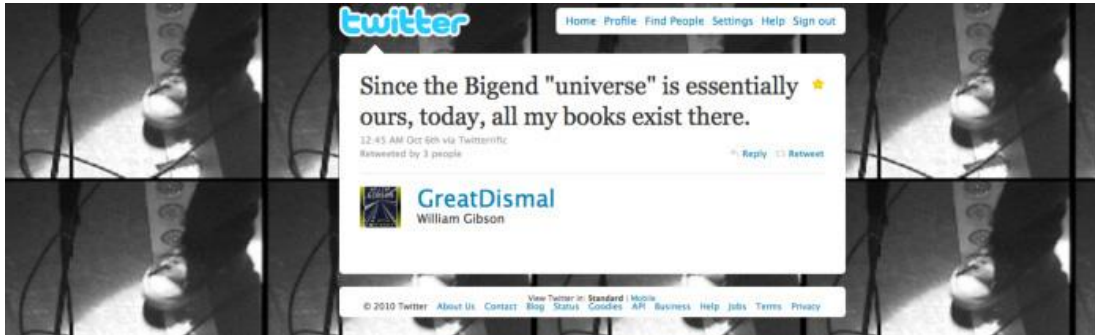 twitter
Home Profile Find People Settings Help Sign out
Since the Bigend "universe" is essentially
ours, today, all my books exist there.
12:45 AM Oct 6th via Twitterrific
Retweeted by 3 people
Reply Retweet
GreatDismal
William Gibson
View Twitter in: Standard | Mobile
© 2010 Twitter About Us Contact Blog Status Goodies API Business Help Jobs Terms Privacy